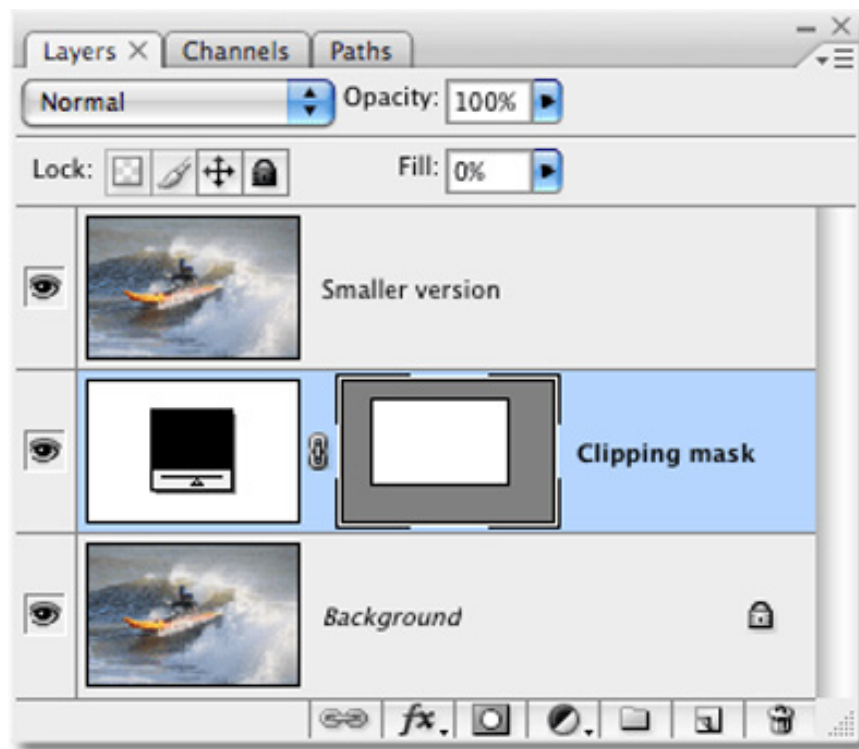 Layers × Channels Paths
Normal Opacity: 100%
Lock: Fill: 0%
Smaller version
Clipping mask
Background
fx.